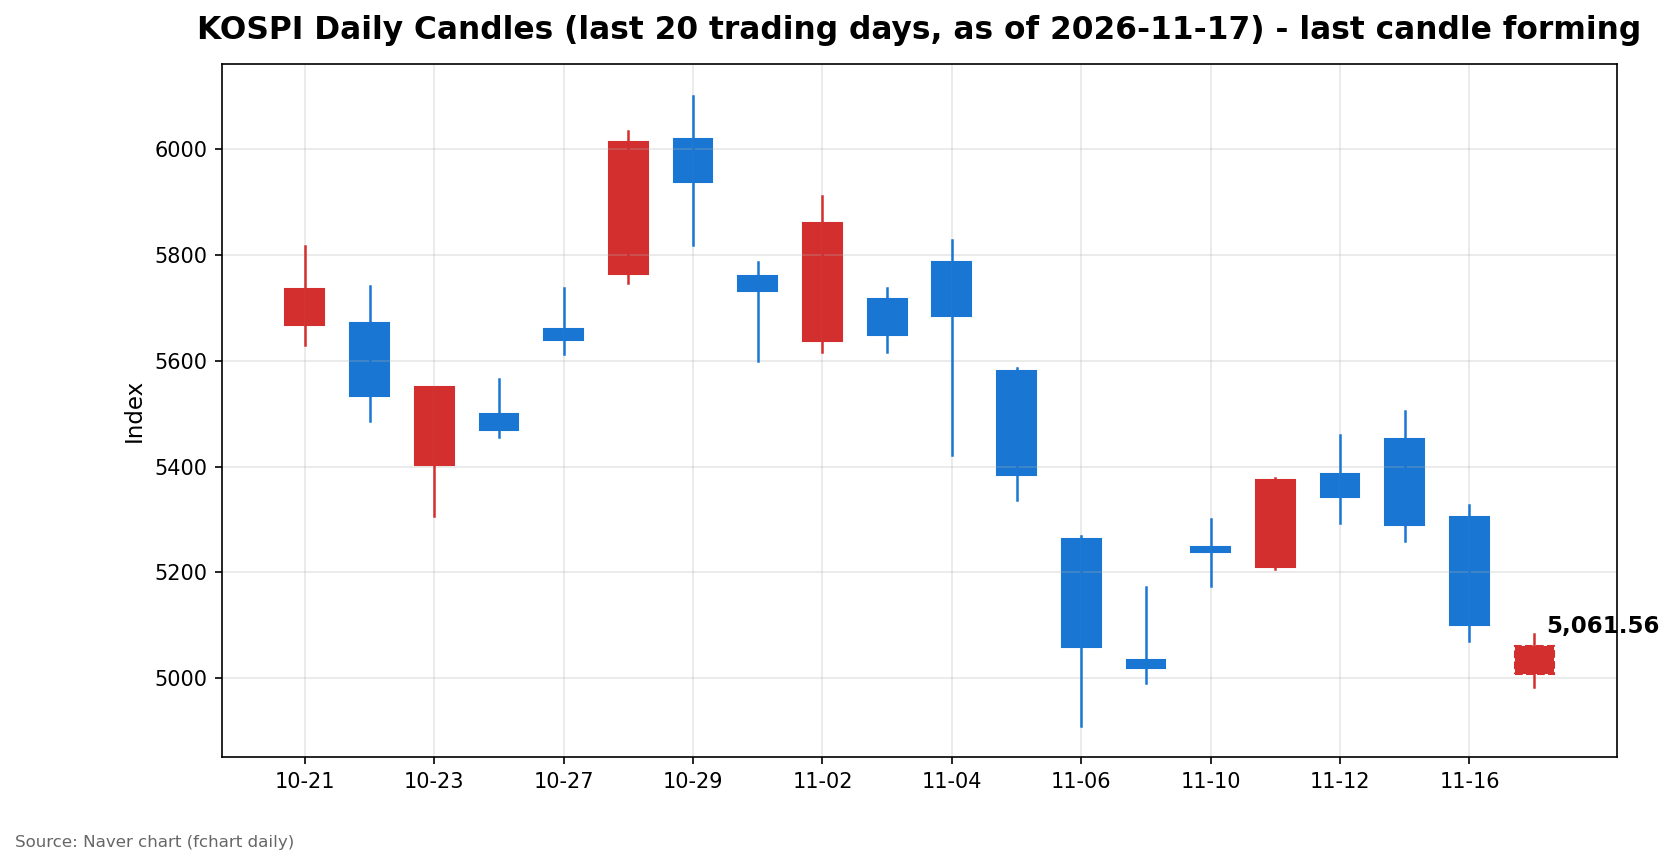 KOSPI Daily Candles (last 20 trading days, as of 2026-11-17) - last candle forming
6000
5800
5600
5400
5200
5000
Index
5,061.56
10-21 10-23 10-27 10-29 11-02 11-04 11-06 11-10 11-12 11-16
Source: Naver chart (fchart daily)